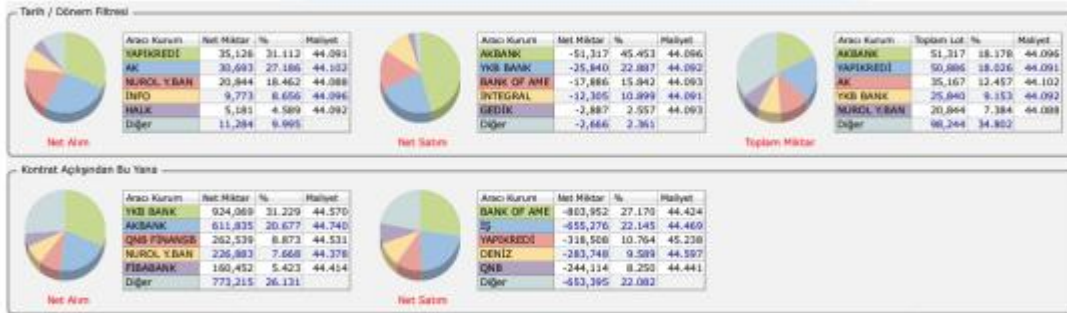 Tarih / Dönem Filtresi
Aracı Kurum Net Miktar % Maliyet
YAPIKREDİ 35,128 31.112 44.091
AK 30,693 27.186 44.102
NUROL Y.BAN 20,844 18.462 44.088
İNFO 9,773 8.656 44.096
HALK 5,181 4.589 44.092
Diğer 11,284 9.995
Net Alım
Aracı Kurum Net Miktar % Maliyet
AKBANK -51,317 45.453 44.096
YKB BANK -25,840 22.887 44.092
BANK OF AME -17,886 15.842 44.093
İNTEGRAL -12,305 10.899 44.091
GEDİK -2,887 2.557 44.093
Diğer -2,666 2.361
Net Satım
Aracı Kurum Toplam Lot % Maliyet
AKBANK 51,317 18.178 44.096
YAPIKREDİ 50,886 18.026 44.091
AK 35,167 12.457 44.102
YKB BANK 25,840 9.153 44.092
NUROL Y.BAN 20,844 7.384 44.088
Diğer 98,244 34.802
Toplam Miktar
Kontrat Açılışından Bu Yana
Aracı Kurum Net Miktar % Maliyet
YKB BANK 924,069 31.229 44.570
AKBANK 611,835 20.677 44.740
QNB FİNANSB 262,539 8.873 44.531
NUROL Y.BAN 226,883 7.668 44.378
FİBABANK 160,452 5.423 44.414
Diğer 773,215 26.131
Net Alım
Aracı Kurum Net Miktar % Maliyet
BANK OF AME -803,952 27.170 44.424
İŞ -655,276 22.145 44.469
YAPIKREDİ -318,508 10.764 45.238
DENİZ -283,748 9.589 44.597
QNB -244,114 8.250 44.441
Diğer -653,395 22.082
Net Satım